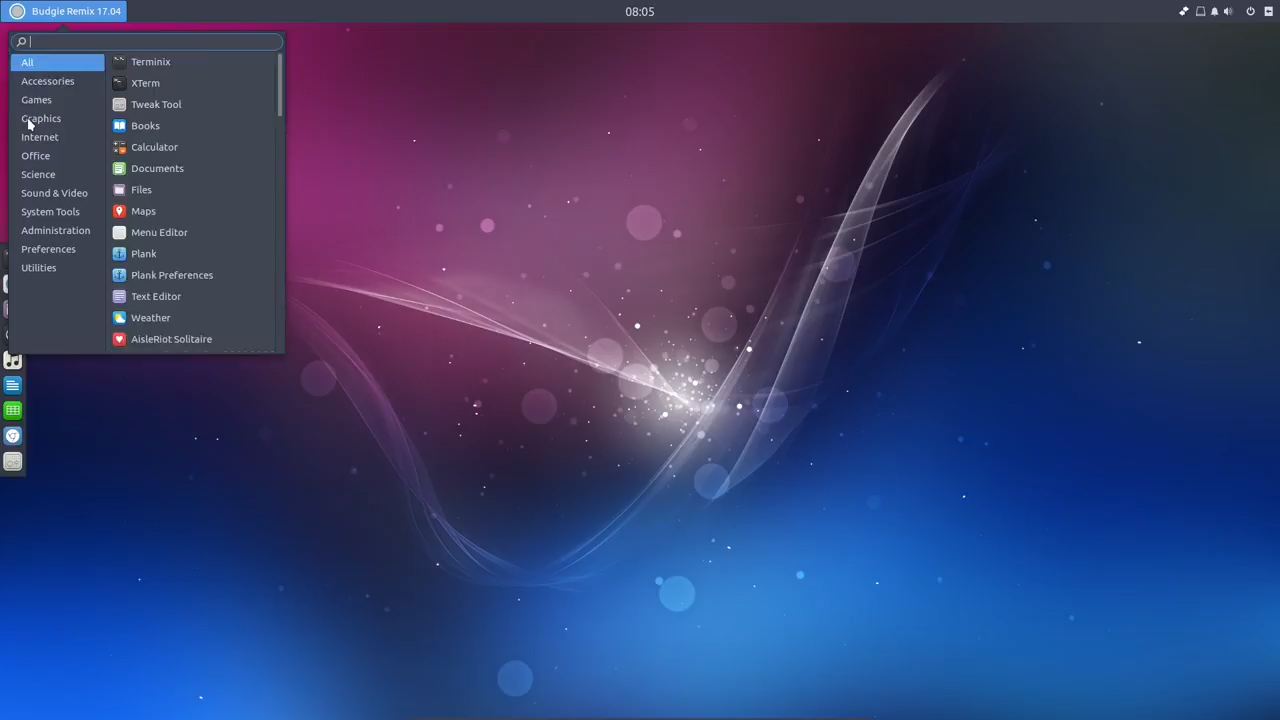 Budgie Remix 17.04
08:05
All
Accessories
Games
Graphics
Internet
Office
Science
Sound & Video
System Tools
Administration
Preferences
Utilities
Terminix
XTerm
Tweak Tool
Books
Calculator
Documents
Files
Maps
Menu Editor
Plank
Plank Preferences
Text Editor
Weather
AisleRiot Solitaire